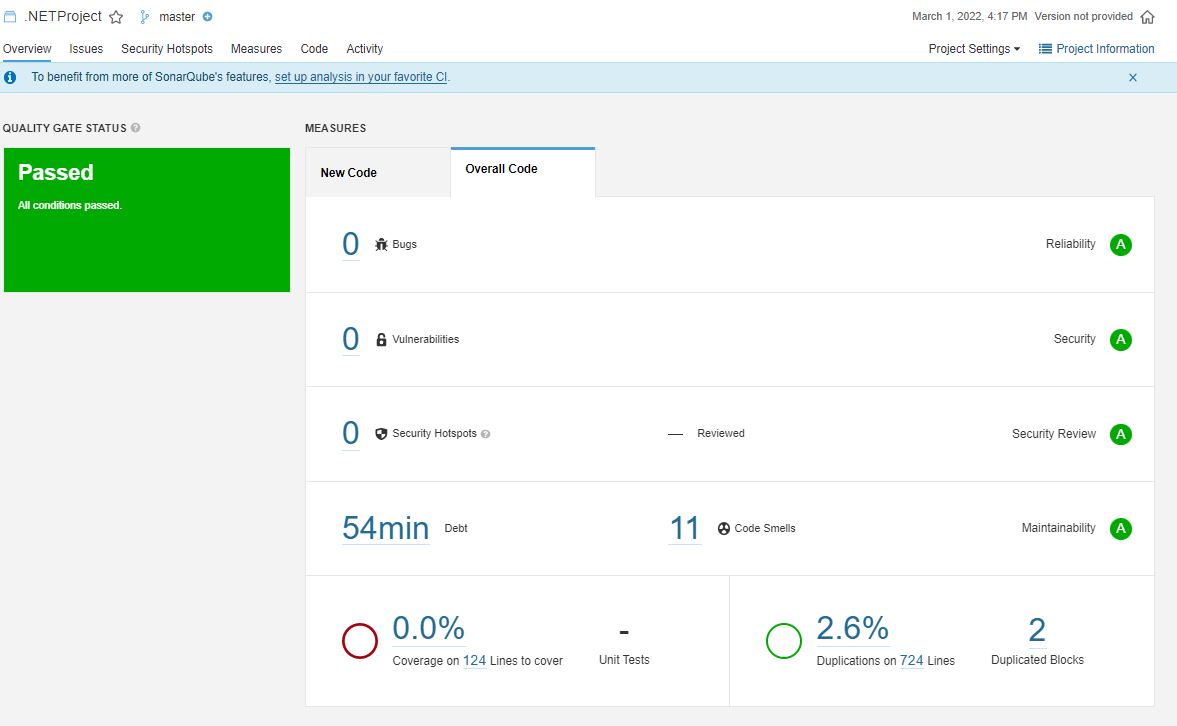 .NETProject master March 1, 2022, 4:17 PM Version not provided
Overview Issues Security Hotspots Measures Code Activity Project Settings Project Information
To benefit from more of SonarQube's features, set up analysis in your favorite CI.
QUALITY GATE STATUS MEASURES
Passed
All conditions passed.
New Code Overall Code
0 Bugs Reliability A
0 Vulnerabilities Security A
0 Security Hotspots — Reviewed Security Review A
54min Debt 11 Code Smells Maintainability A
0.0% - 2.6% 2
Coverage on 124 Lines to cover Unit Tests Duplications on 724 Lines Duplicated Blocks